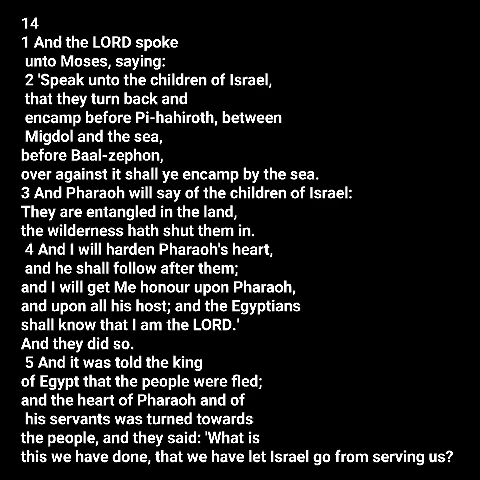 14
1 And the LORD spoke
unto Moses, saying:
2 'Speak unto the children of Israel,
that they turn back and
encamp before Pi-hahiroth, between
Migdol and the sea,
before Baal-zephon,
over against it shall ye encamp by the sea.
3 And Pharaoh will say of the children of Israel:
They are entangled in the land,
the wilderness hath shut them in.
4 And I will harden Pharaoh's heart,
and he shall follow after them;
and I will get Me honour upon Pharaoh,
and upon all his host; and the Egyptians
shall know that I am the LORD.'
And they did so.
5 And it was told the king
of Egypt that the people were fled;
and the heart of Pharaoh and of
his servants was turned towards
the people, and they said: 'What is
this we have done, that we have let Israel go from serving us?